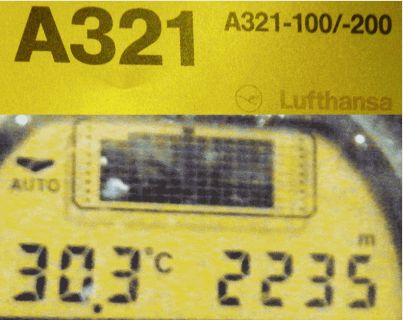 A321 A321-100/-200
Lufthansa
AUTO
m
30.3°C 2235